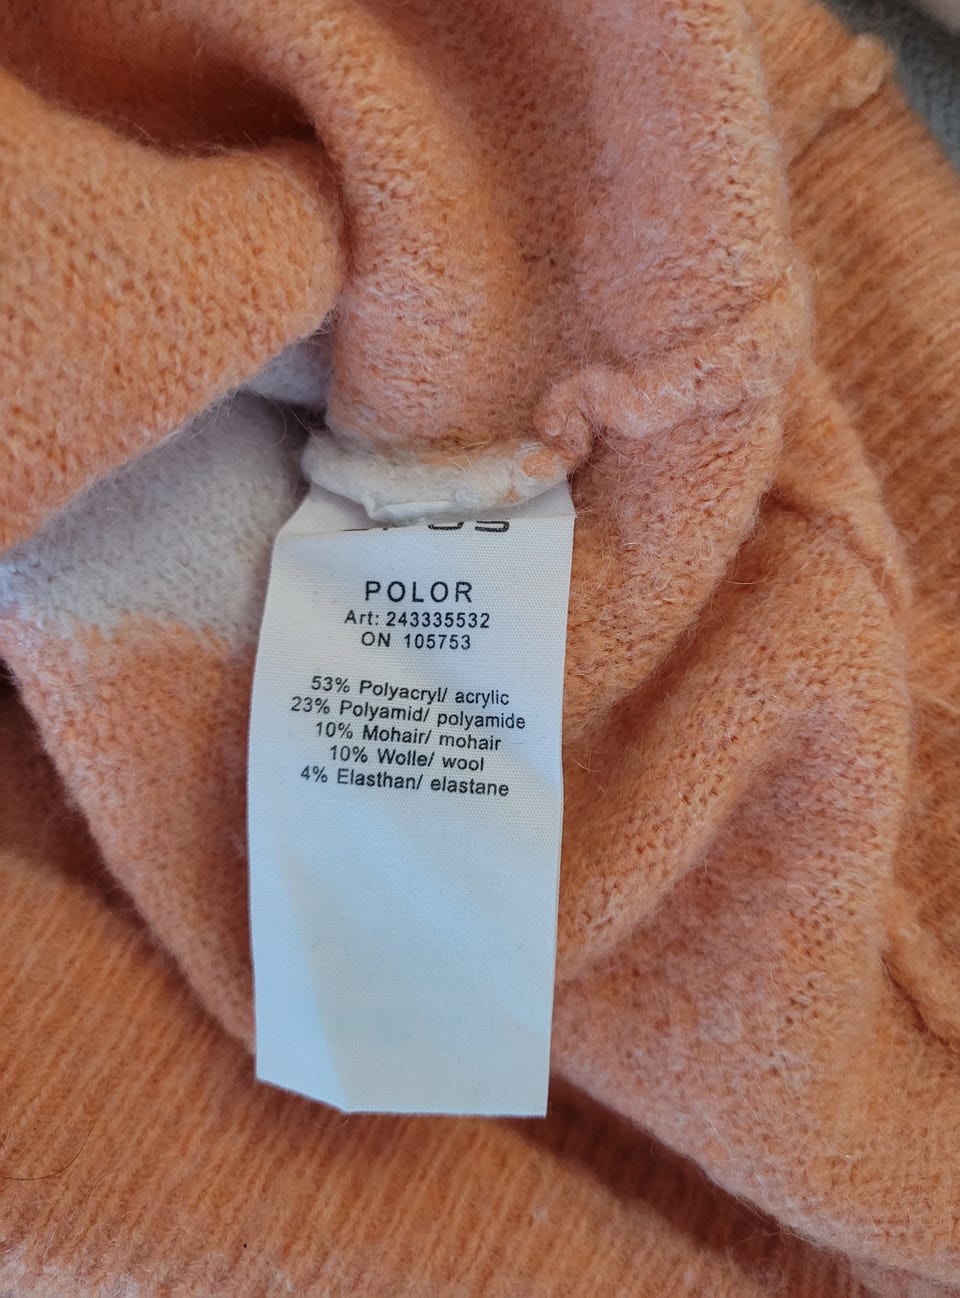 POLOR
Art: 243335532
ON 105753
53% Polyacryl/ acrylic
23% Polyamid/ polyamide
10% Mohair/ mohair
10% Wolle/ wool
4% Elasthan/ elastane